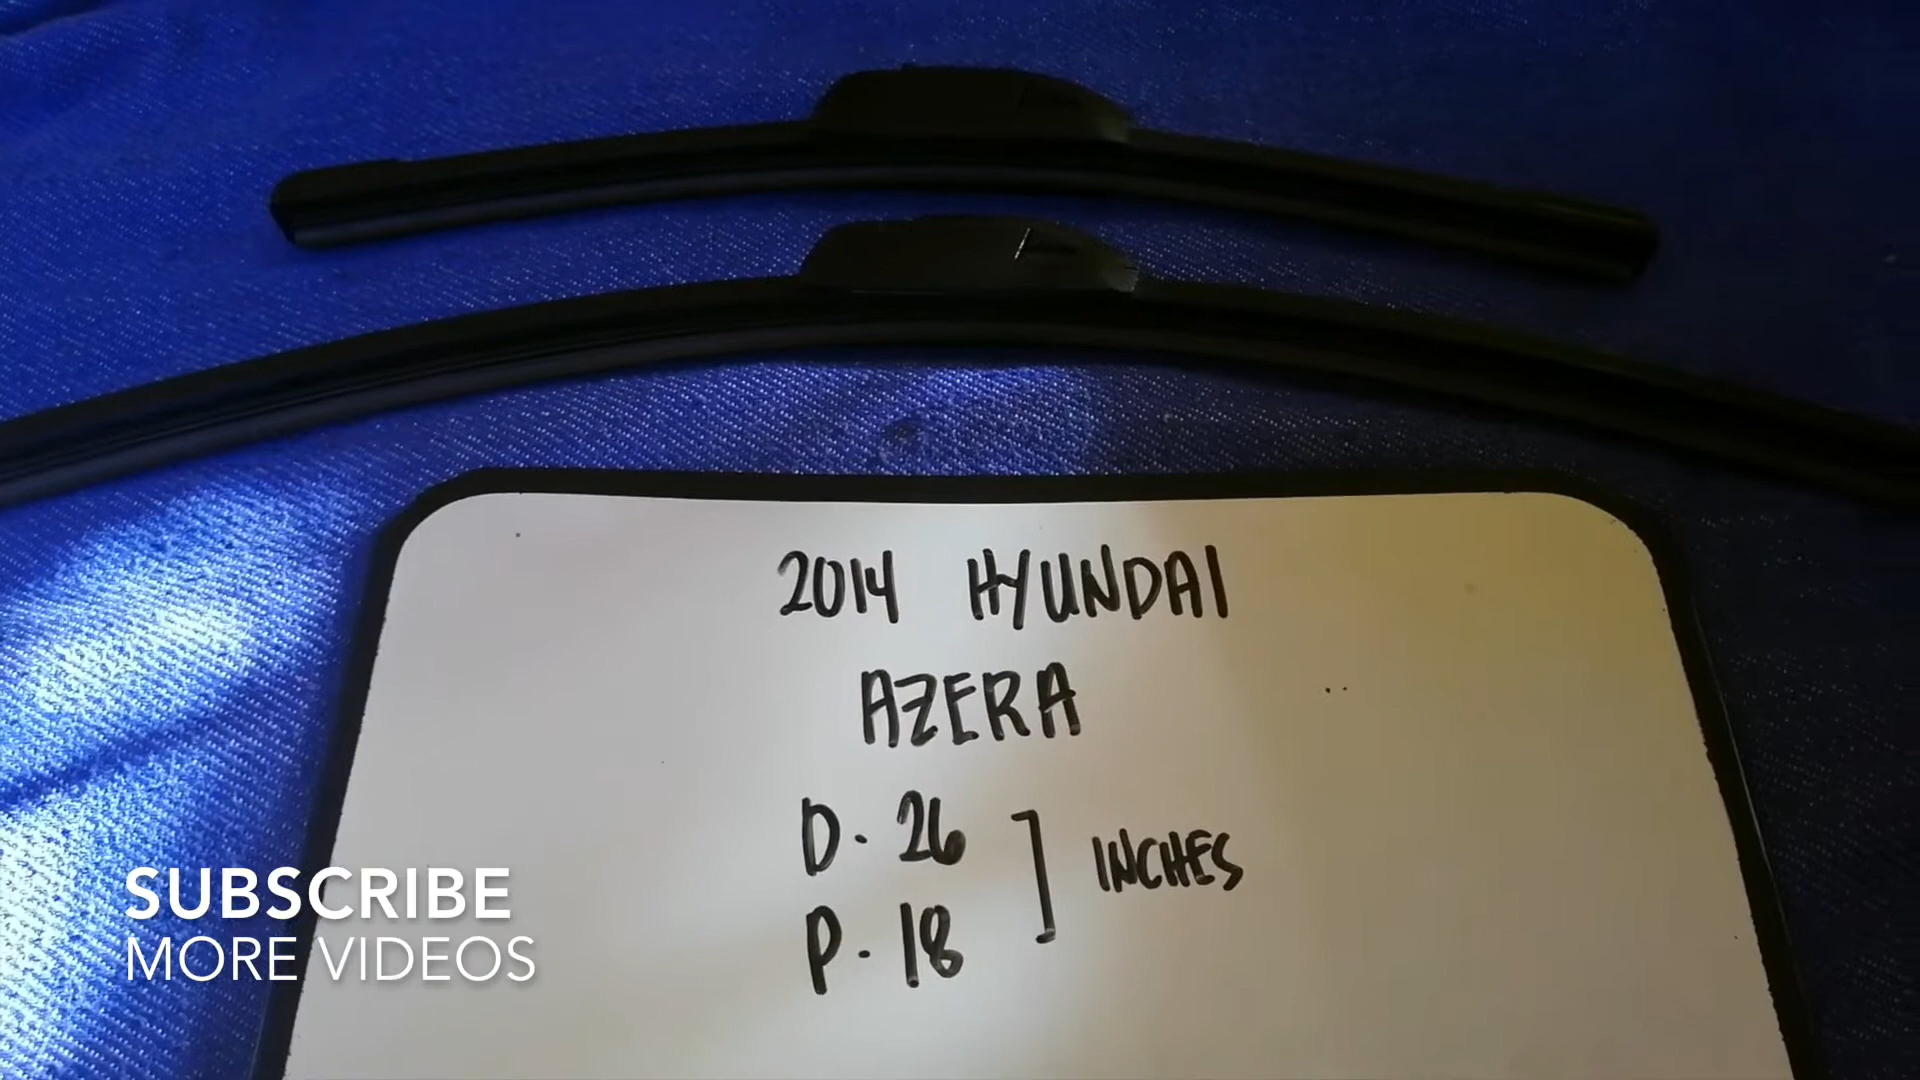 2014 HYUNDAI
AZERA
D. 26
P. 18
] INCHES
SUBSCRIBE
MORE VIDEOS